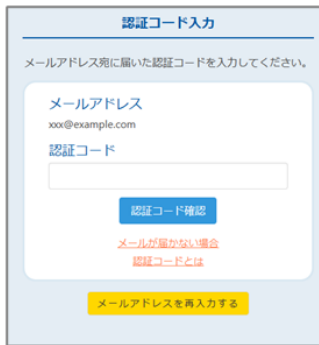 認証コード入力
メールアドレス宛に届いた認証コードを入力してください。
メールアドレス
xxx@example.com
認証コード
認証コード確認
メールが届かない場合
認証コードとは
メールアドレスを再入力する